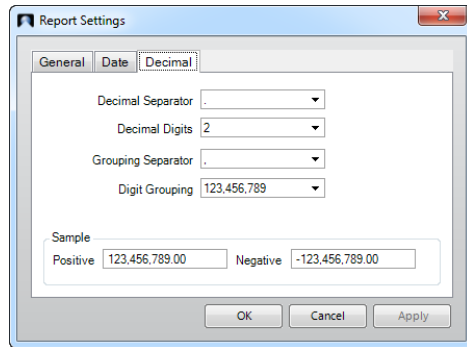 Report Settings
General Date Decimal
Decimal Separator .
Decimal Digits 2
Grouping Separator ,
Digit Grouping 123,456,789
Sample
Positive 123,456,789.00 Negative -123,456,789.00
OK Cancel Apply